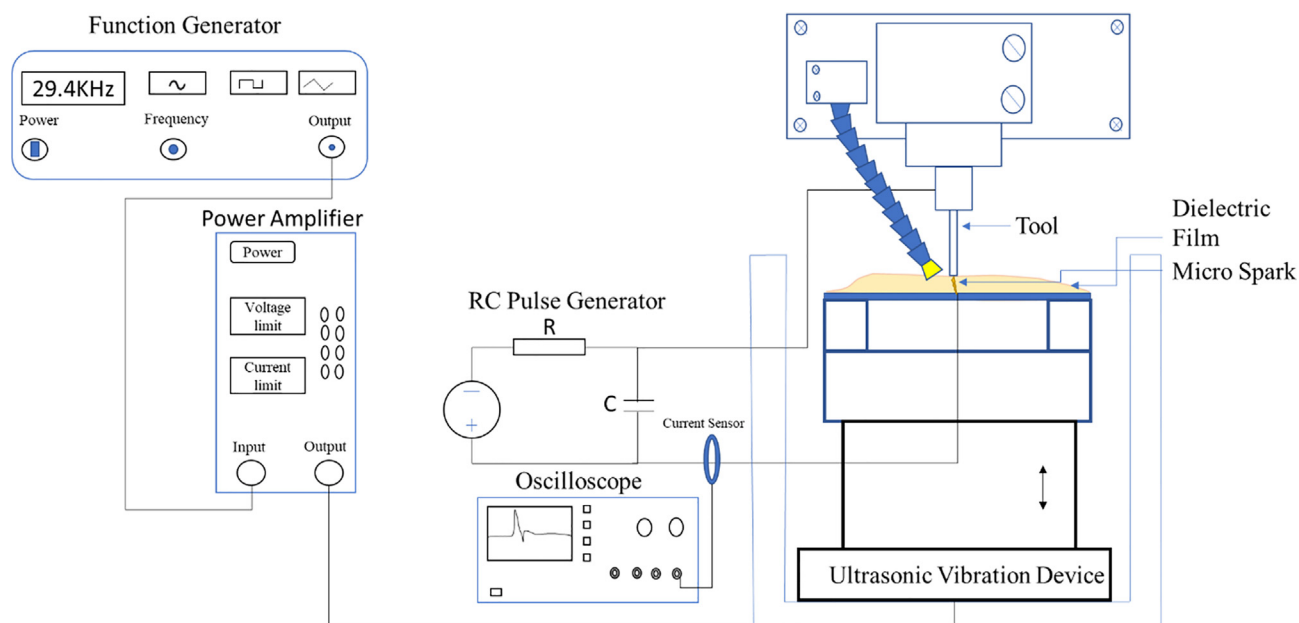 Function Generator
29.4KHz
Power
Frequency
Output
Power Amplifier
Power
Voltage
limit
Current
limit
Input
Output
RC Pulse Generator
R
C
Current Sensor
Oscilloscope
Tool
Dielectric
Film
Micro Spark
Ultrasonic Vibration Device